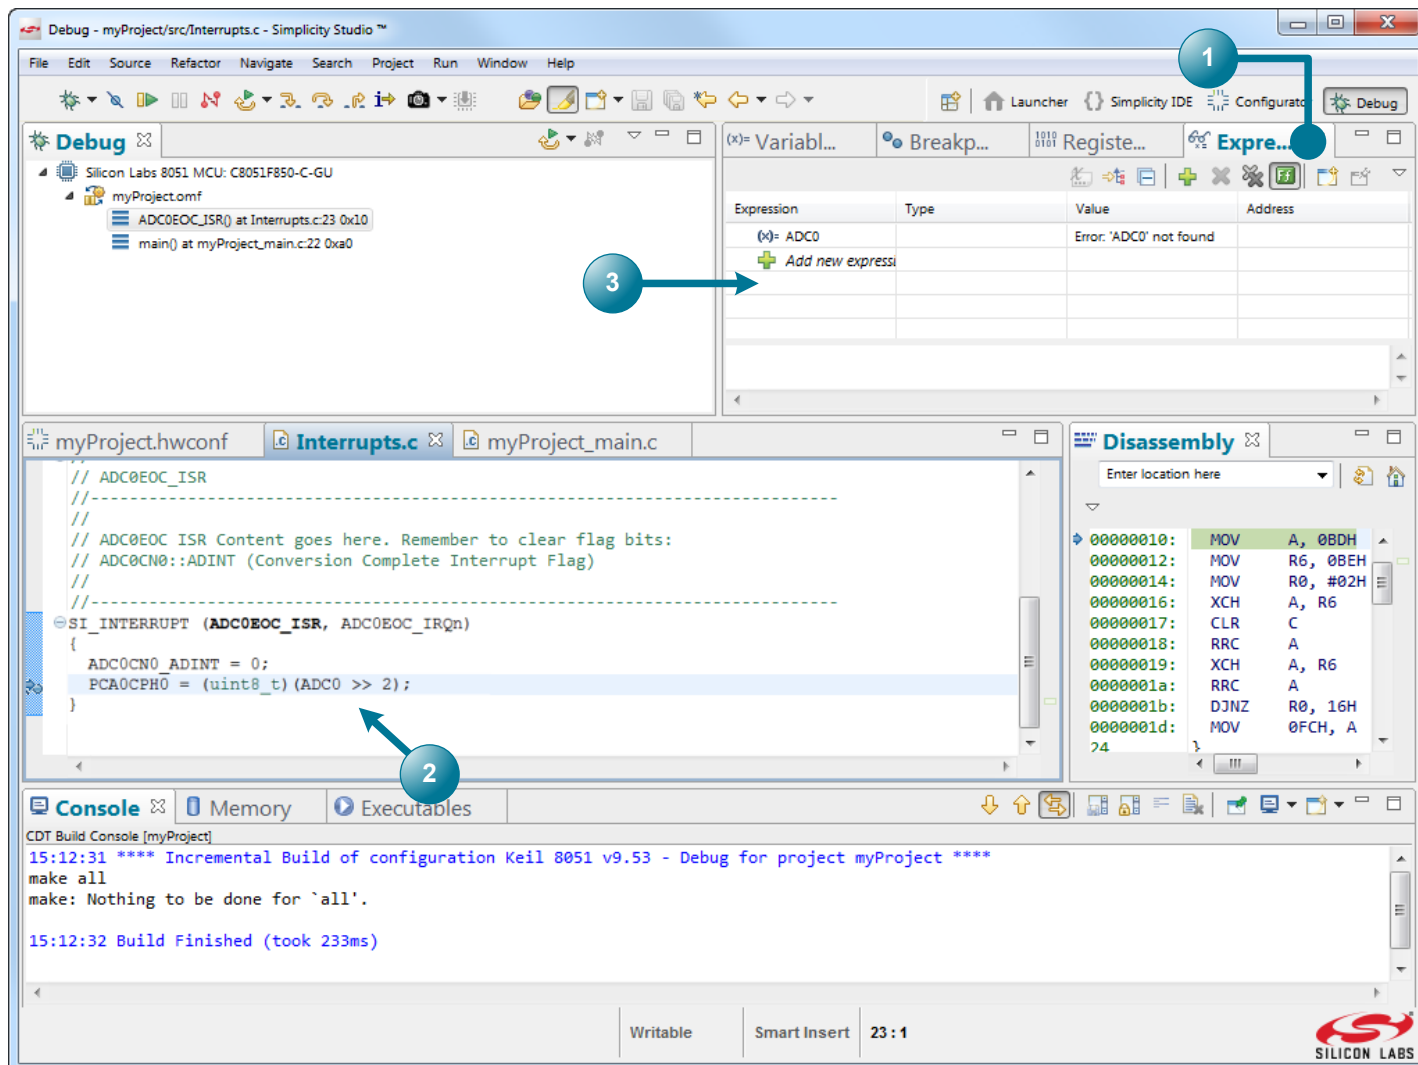 Debug - myProject/src/Interrupts.c - Simplicity Studio ™
File Edit Source Refactor Navigate Search Project Run Window Help
1
Launcher Simplicity IDE Configurato Debug
Debug
(x)= Variabl... Breakp... Registe... Expre...
Silicon Labs 8051 MCU: C8051F850-C-GU
myProject.omf
ADC0EOC_ISR() at Interrupts.c:23 0x10
main() at myProject_main.c:22 0xa0
Expression Type Value Address
(x)= ADC0 Error: 'ADC0' not found
Add new expressi
3
myProject.hwconf Interrupts.c myProject_main.c
// ADC0EOC_ISR
//-----------------------------------------------------------------------------
//
// ADC0EOC ISR Content goes here. Remember to clear flag bits:
// ADC0CN0::ADINT (Conversion Complete Interrupt Flag)
//
//-----------------------------------------------------------------------------
SI_INTERRUPT (ADC0EOC_ISR, ADC0EOC_IRQn)
{
ADC0CN0_ADINT = 0;
PCA0CPH0 = (uint8_t)(ADC0 >> 2);
}
2
Disassembly
Enter location here
00000010: MOV A, 0BDH
00000012: MOV R6, 0BEH
00000014: MOV R0, #02H
00000016: XCH A, R6
00000017: CLR C
00000018: RRC A
00000019: XCH A, R6
0000001a: RRC A
0000001b: DJNZ R0, 16H
0000001d: MOV 0FCH, A
24 }
Console Memory Executables
CDT Build Console [myProject]
15:12:31 **** Incremental Build of configuration Keil 8051 v9.53 - Debug for project myProject ****
make all
make: Nothing to be done for `all'.
15:12:32 Build Finished (took 233ms)
Writable Smart Insert 23 : 1
SILICON LABS